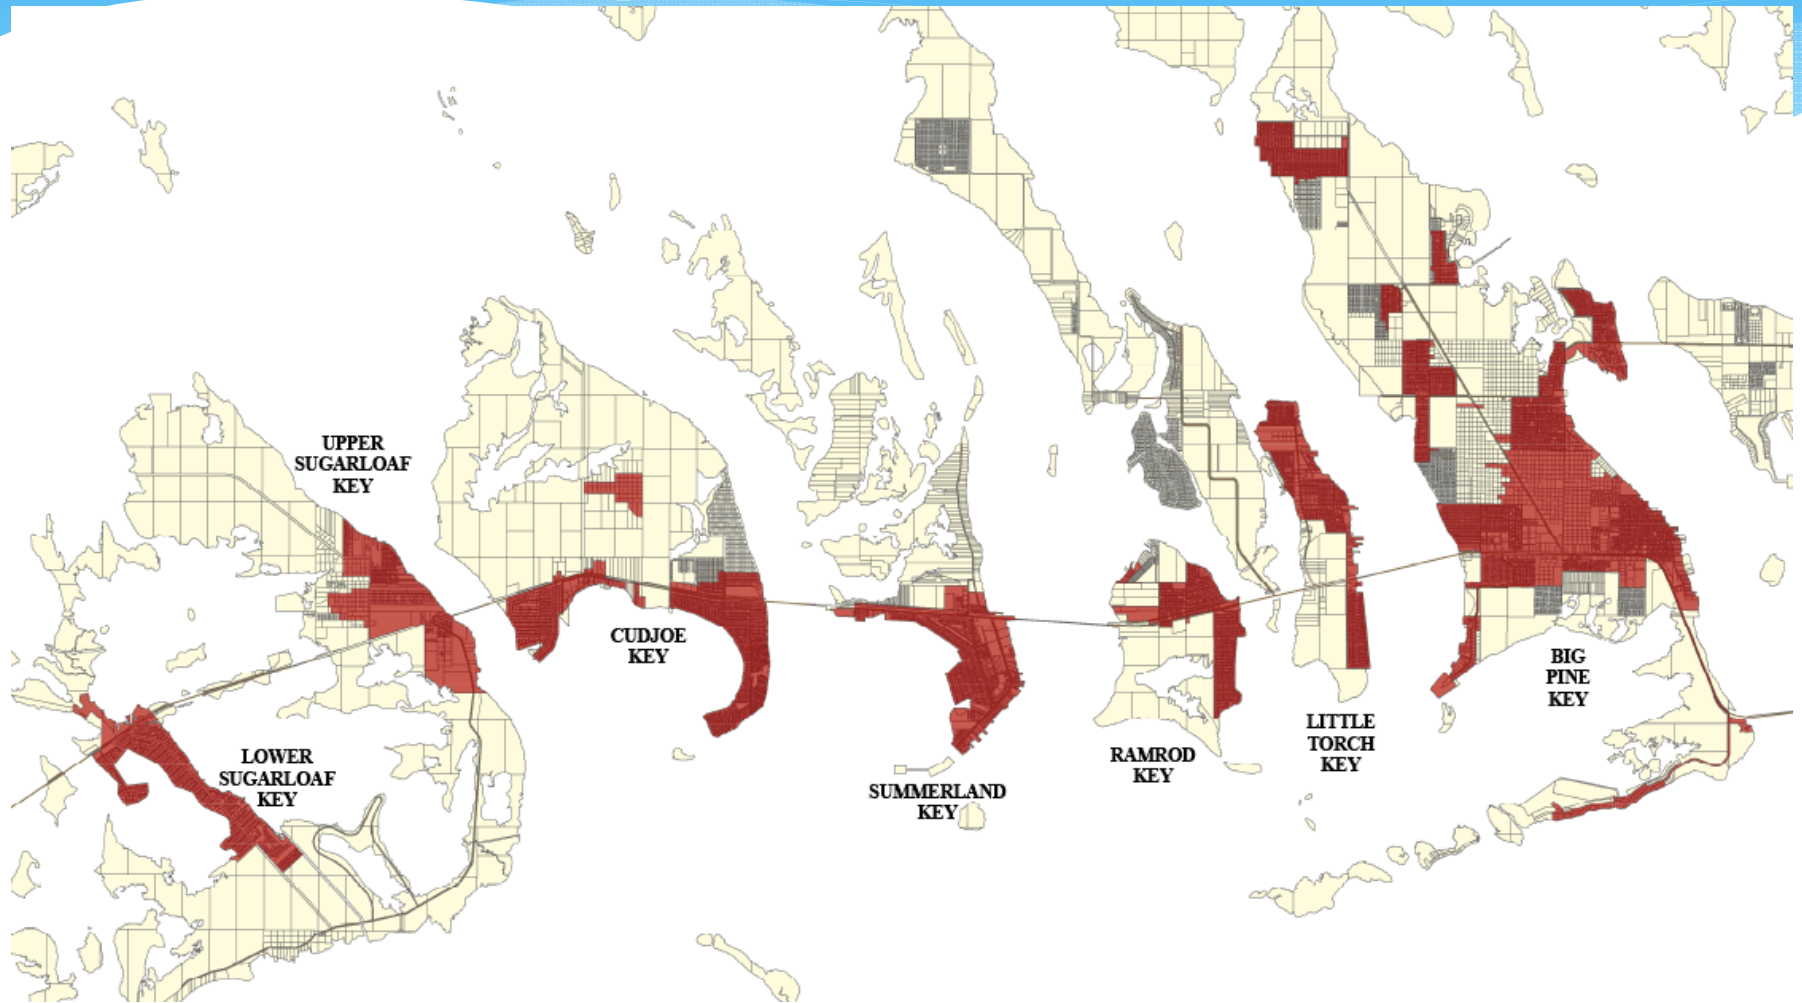 UPPER
SUGARLOAF
KEY
LOWER
SUGARLOAF
KEY
CUDJOE
KEY
SUMMERLAND
KEY
RAMROD
KEY
LITTLE
TORCH
KEY
BIG
PINE
KEY